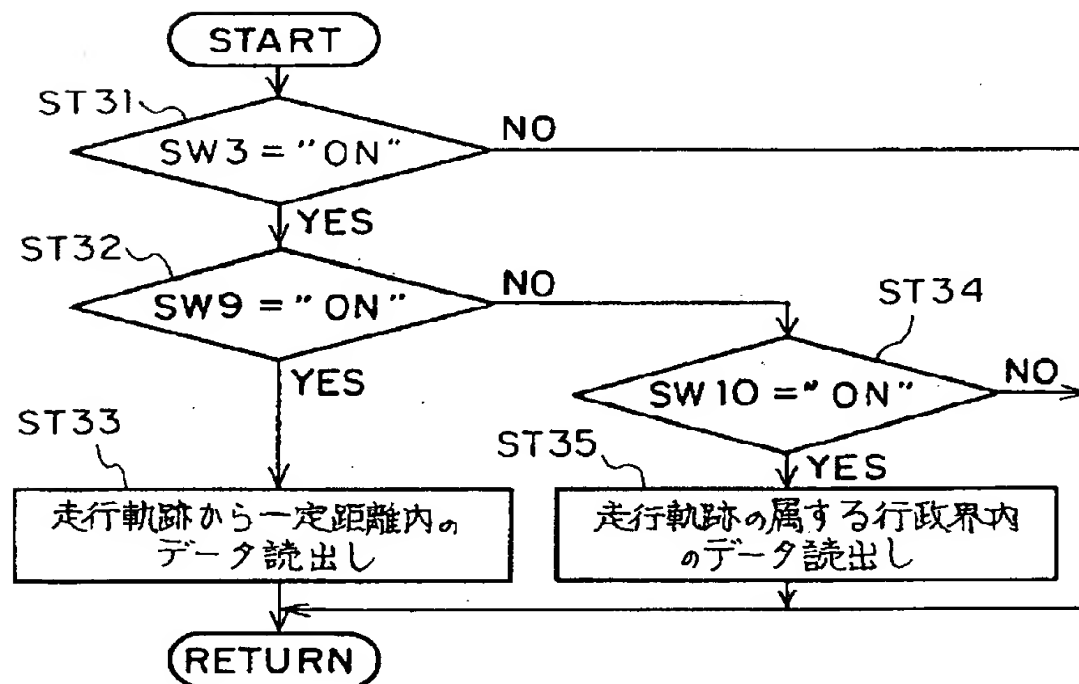 START
ST31
SW3="ON"
NO
YES
ST32
SW9="ON"
NO
ST34
YES
SW10="ON"
NO
ST33
ST35
YES
走行軌跡から一定距離内の
データ読出し
走行軌跡の属する行政界内
のデータ読出し
RETURN